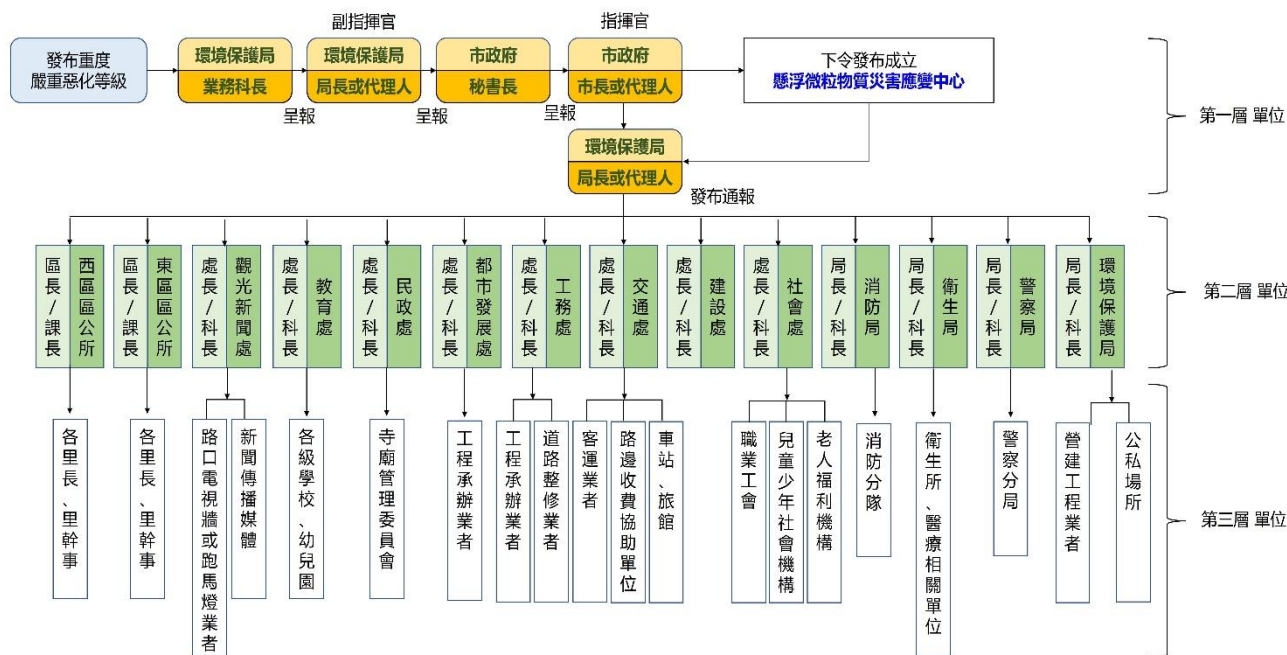 副指揮官
指揮官
發布重度
嚴重惡化等級
環境保護局
業務科長
環境保護局
局長或代理人
市政府
秘書長
市政府
市長或代理人
下令發布成立
懸浮微粒物質災害應變中心
呈報
呈報
呈報
第一層 單位
環境保護局
局長或代理人
發布通報
西區區公所
區長/課長
東區區公所
區長/課長
觀光新聞處
處長/科長
教育處
處長/科長
民政處
處長/科長
都市發展處
處長/科長
工務處
處長/科長
交通處
處長/科長
建設處
處長/科長
社會處
處長/科長
消防局
局長/科長
衛生局
局長/科長
警察局
局長/科長
環境保護局
局長/科長
第二層 單位
各里長、里幹事
各里長、里幹事
路口電視牆或跑馬燈業者
新聞傳播媒體
各級學校、幼兒園
寺廟管理委員會
工程承辦業者
工程承辦業者
道路整修業者
客運業者
路邊收費協助單位
車站、旅館
職業工會
兒童少年社會機構
老人福利機構
消防分隊
衛生所、醫療相關單位
警察分局
營建工程業者
公私場所
第三層 單位